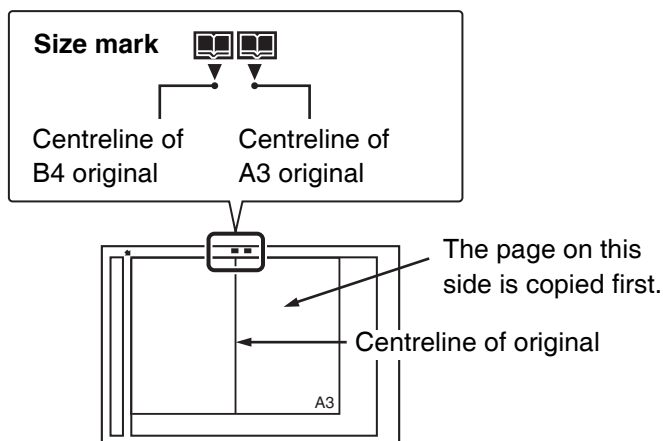 Size mark
Centreline of
B4 original
Centreline of
A3 original
The page on this
side is copied first.
Centreline of original
A3